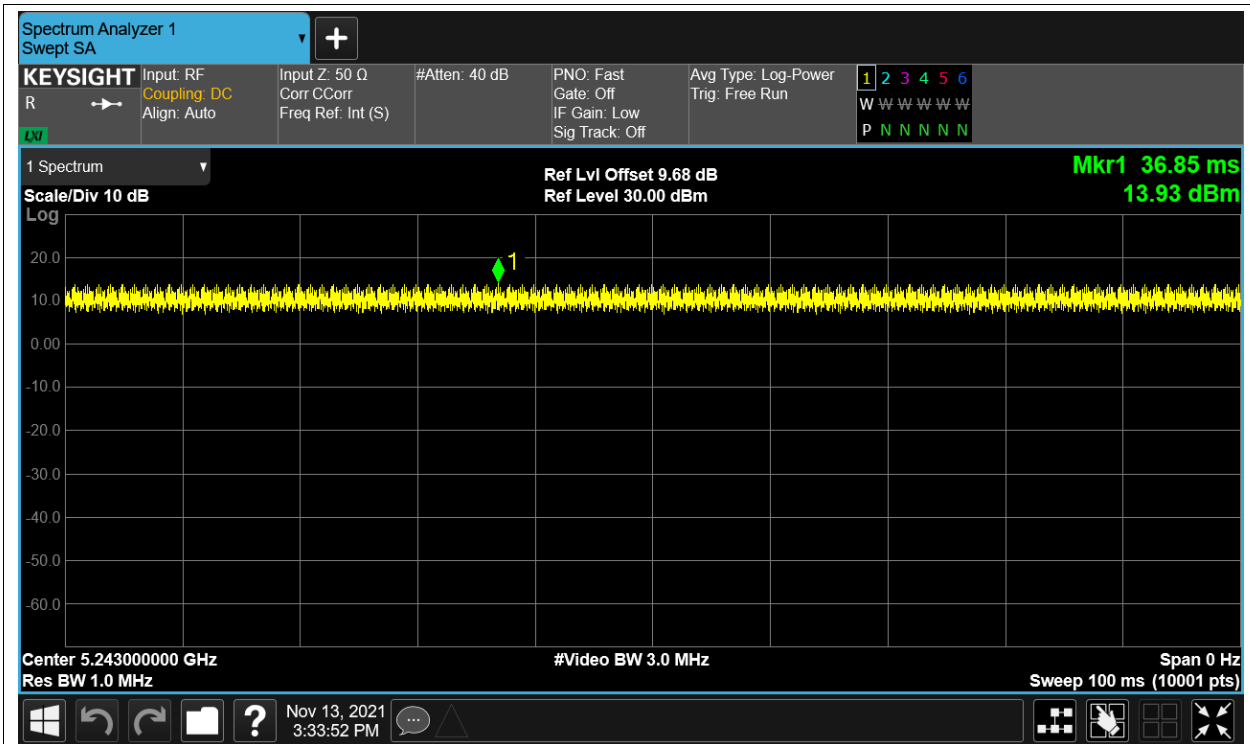 Spectrum Analyzer 1
Swept SA
KEYSIGHT
R
LXI
Input: RF
Coupling: DC
Align: Auto
Input Z: 50 Ω
Corr CCorr
Freq Ref: Int (S)
#Atten: 40 dB
PNO: Fast
Gate: Off
IF Gain: Low
Sig Track: Off
Avg Type: Log-Power
Trig: Free Run
1 2 3 4 5 6
W W W W W W
P N N N N N
1 Spectrum
Scale/Div 10 dB
Ref Lvl Offset 9.68 dB
Ref Level 30.00 dBm
Mkr1 36.85 ms
13.93 dBm
Log
20.0
10.0
0.00
-10.0
-20.0
-30.0
-40.0
-50.0
-60.0
1
Center 5.243000000 GHz
Res BW 1.0 MHz
#Video BW 3.0 MHz
Span 0 Hz
Sweep 100 ms (10001 pts)
?
Nov 13, 2021
3:33:52 PM